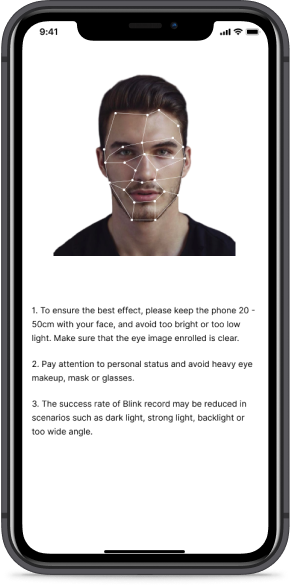 9:41
1. To ensure the best effect, please keep the phone 20 -
50cm with your face, and avoid too bright or too low
light. Make sure that the eye image enrolled is clear.
2. Pay attention to personal status and avoid heavy eye
makeup, mask or glasses.
3. The success rate of Blink record may be reduced in
scenarios such as dark light, strong light, backlight or
too wide angle.